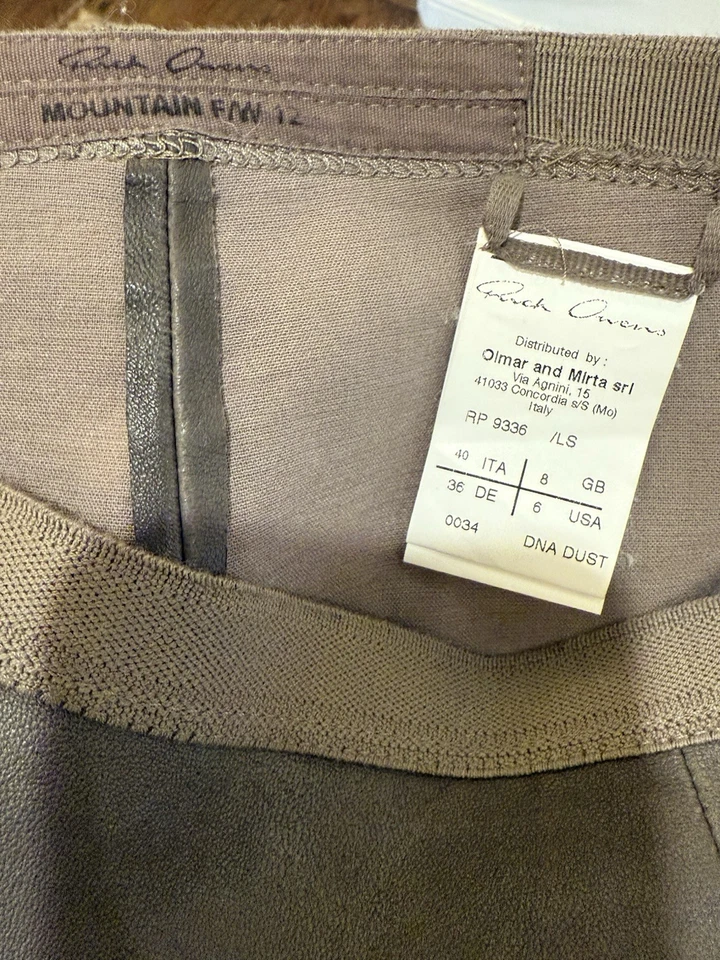 Rick Owens
MOUNTAIN F/W 12
Rick Owens
Distributed by :
Olmar and Mirta srl
Via Agnini, 15
41033 Concordia s/S (Mo)
Italy
RP 9336 /LS
40 ITA 8 GB
36 DE 6 USA
0034 DNA DUST